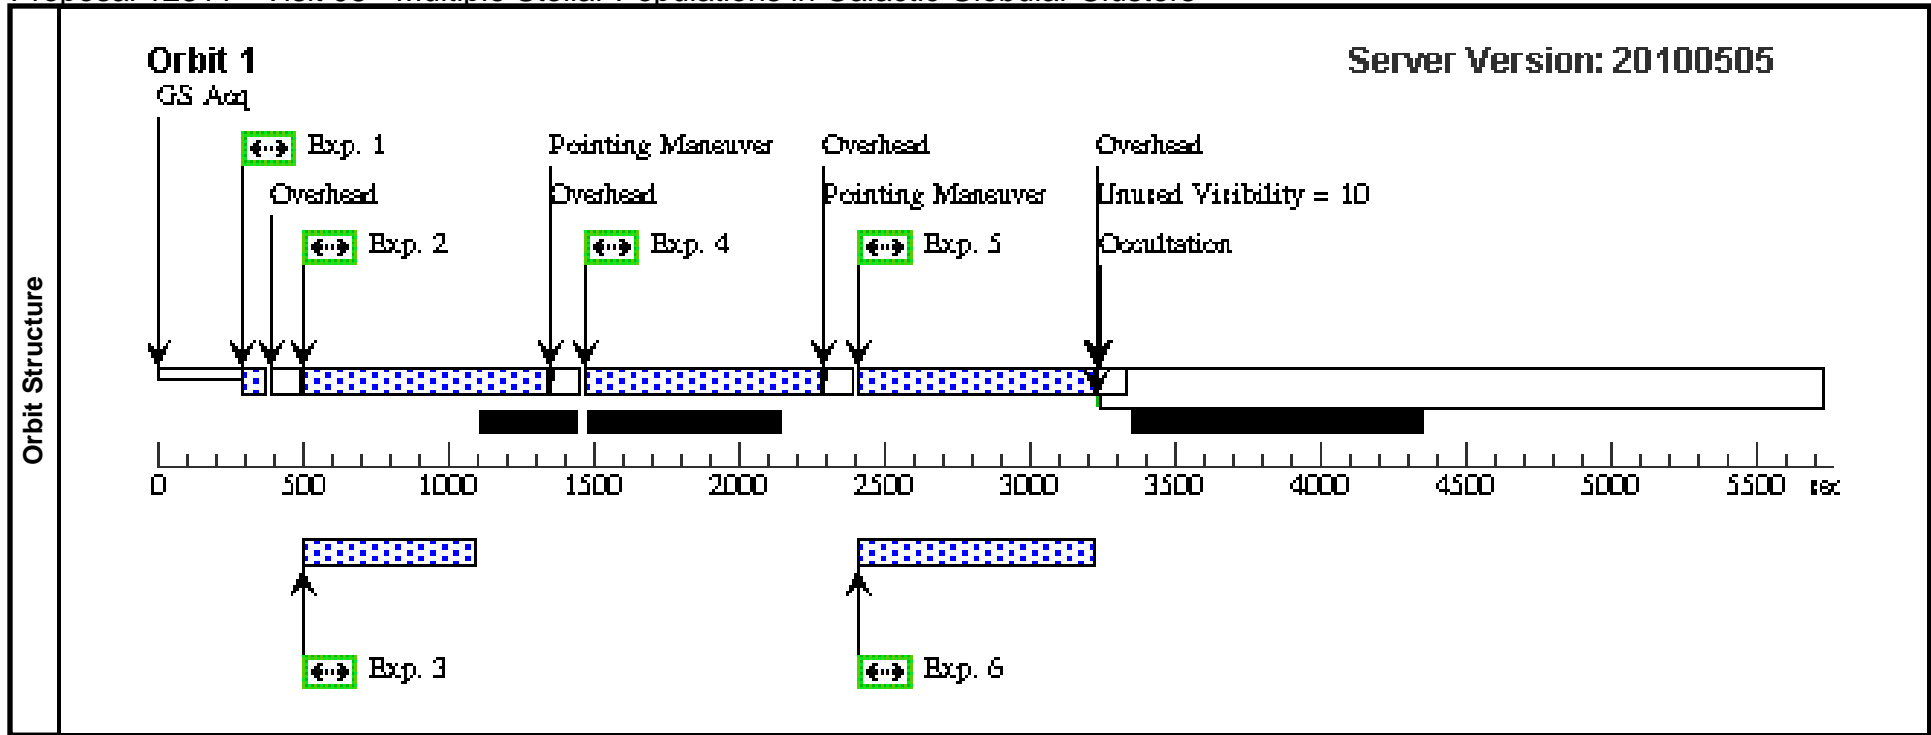 Orbit 1
Server Version: 20100505
GS Acq
Exp. 1
Pointing Maneuver
Overhead
Overhead
Overhead
Overhead
Pointing Maneuver
Unused Visibility = 10
Exp. 2
Exp. 4
Exp. 5
Occultation
Orbit Structure
0
500
1000
1500
2000
2500
3000
3500
4000
4500
5000
5500
sec
Exp. 3
Exp. 6